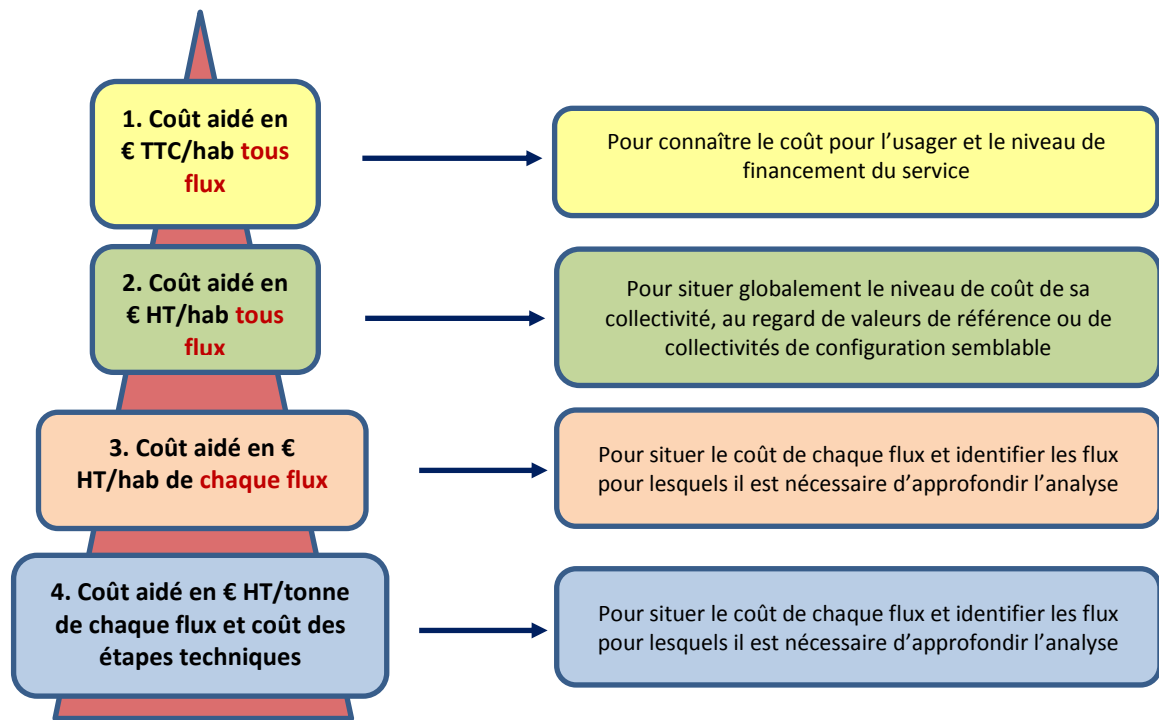 1. Coût aidé en
€ TTC/hab tous
flux
Pour connaître le coût pour l’usager et le niveau de
financement du service
2. Coût aidé en
€ HT/hab tous
flux
Pour situer globalement le niveau de coût de sa
collectivité, au regard de valeurs de référence ou de
collectivités de configuration semblable
3. Coût aidé en €
HT/hab de chaque flux
Pour situer le coût de chaque flux et identifier les flux
pour lesquels il est nécessaire d’approfondir l’analyse
4. Coût aidé en € HT/tonne
de chaque flux et coût des
étapes techniques
Pour situer le coût de chaque flux et identifier les flux
pour lesquels il est nécessaire d’approfondir l’analyse